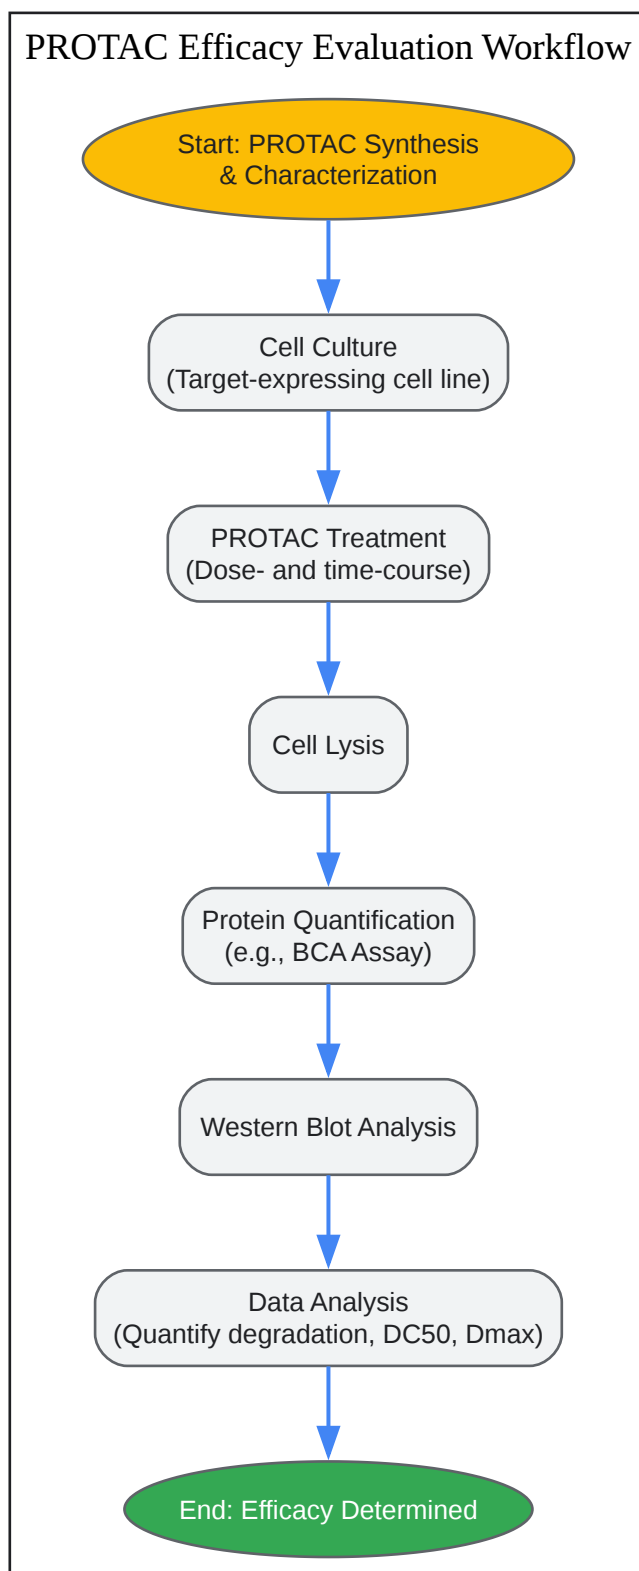 PROTAC Efficacy Evaluation Workflow
Start: PROTAC Synthesis
& Characterization
Cell Culture
(Target-expressing cell line)
PROTAC Treatment
(Dose- and time-course)
Cell Lysis
Protein Quantification
(e.g., BCA Assay)
Western Blot Analysis
Data Analysis
(Quantify degradation, DC50, Dmax)
End: Efficacy Determined